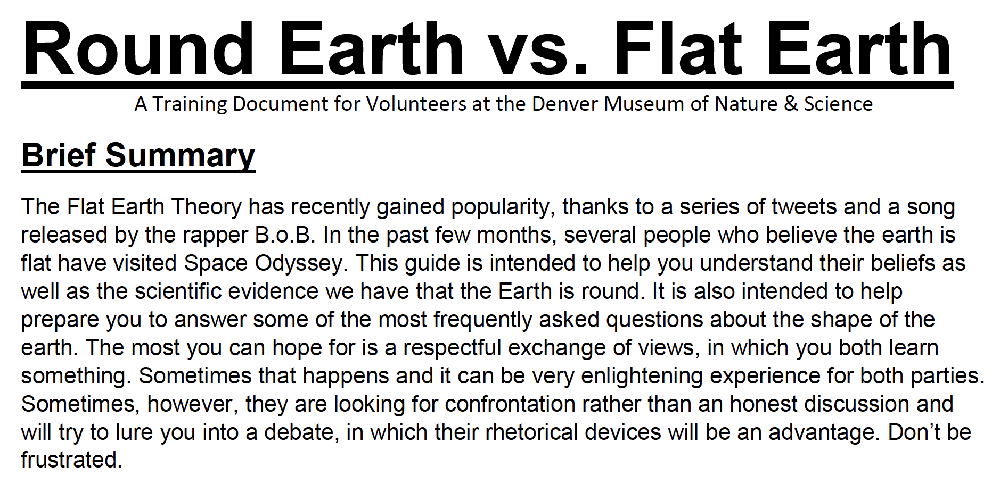 Round Earth vs. Flat Earth
A Training Document for Volunteers at the Denver Museum of Nature & Science
Brief Summary
The Flat Earth Theory has recently gained popularity, thanks to a series of tweets and a song
released by the rapper B.o.B. In the past few months, several people who believe the earth is
flat have visited Space Odyssey. This guide is intended to help you understand their beliefs as
well as the scientific evidence we have that the Earth is round. It is also intended to help
prepare you to answer some of the most frequently asked questions about the shape of the
earth. The most you can hope for is a respectful exchange of views, in which you both learn
something. Sometimes that happens and it can be very enlightening experience for both parties.
Sometimes, however, they are looking for confrontation rather than an honest discussion and
will try to lure you into a debate, in which their rhetorical devices will be an advantage. Don’t be
frustrated.